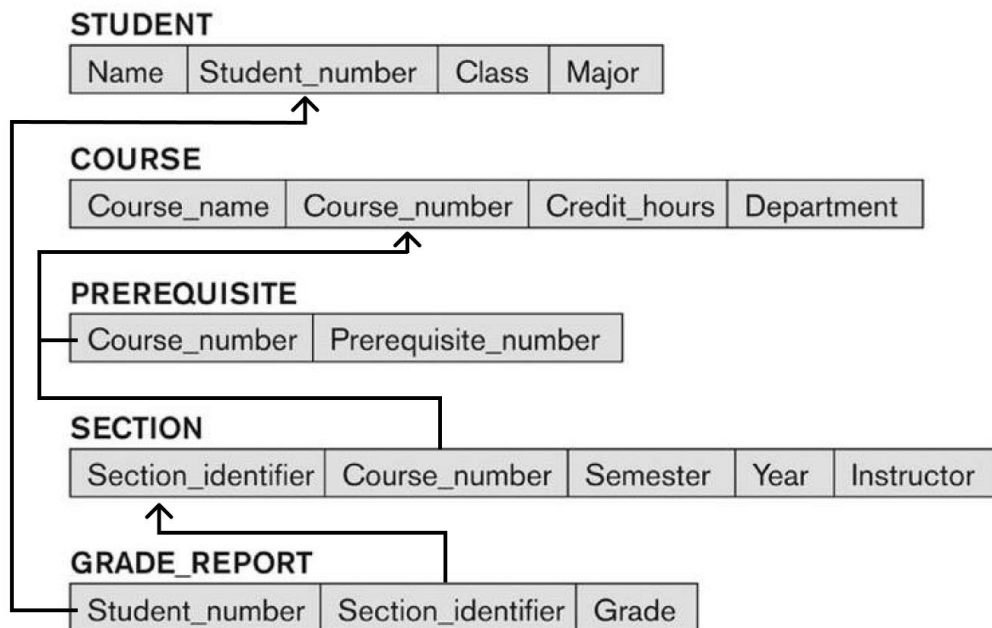 STUDENT
Name Student_number Class Major
COURSE
Course_name Course_number Credit_hours Department
PREREQUISITE
Course_number Prerequisite_number
SECTION
Section_identifier Course_number Semester Year Instructor
GRADE_REPORT
Student_number Section_identifier Grade